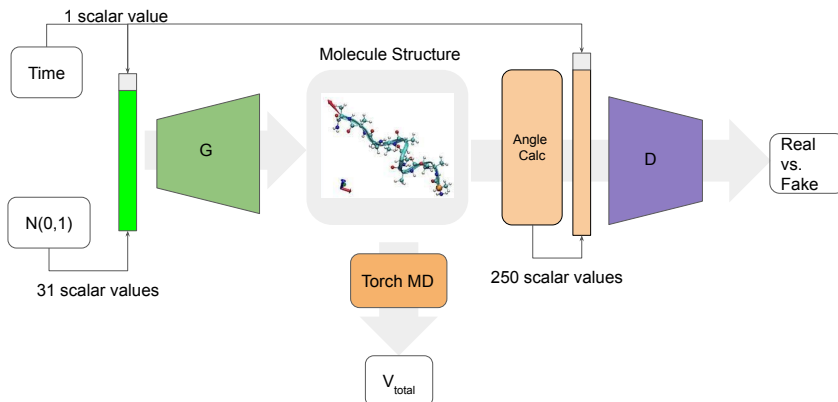 1 scalar value
Time
Molecule Structure
G
Angle
Calc
D
Real
vs.
Fake
N(0,1)
31 scalar values
250 scalar values
Torch MD
V_total